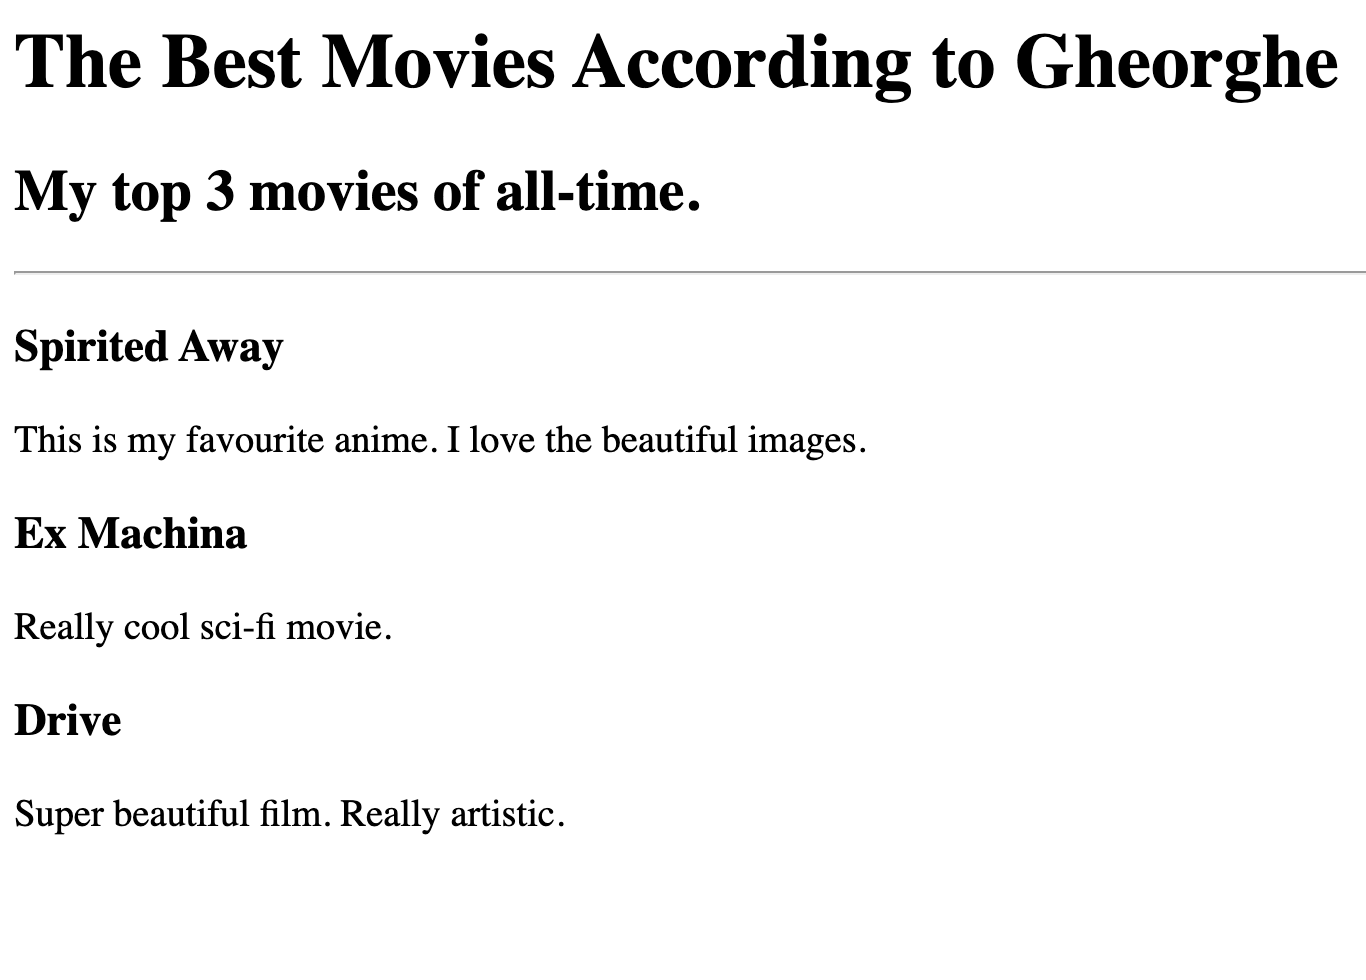 The Best Movies According to Gheorghe
My top 3 movies of all-time.
Spirited Away
This is my favourite anime. I love the beautiful images.
Ex Machina
Really cool sci-fi movie.
Drive
Super beautiful film. Really artistic.